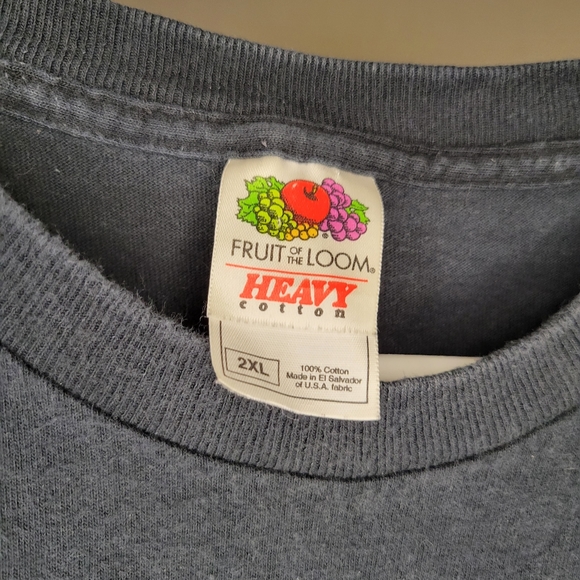 FRUIT OF THE LOOM®
HEAVY
cotton
2XL
100% Cotton
Made in El Salvador
of U.S.A. fabric